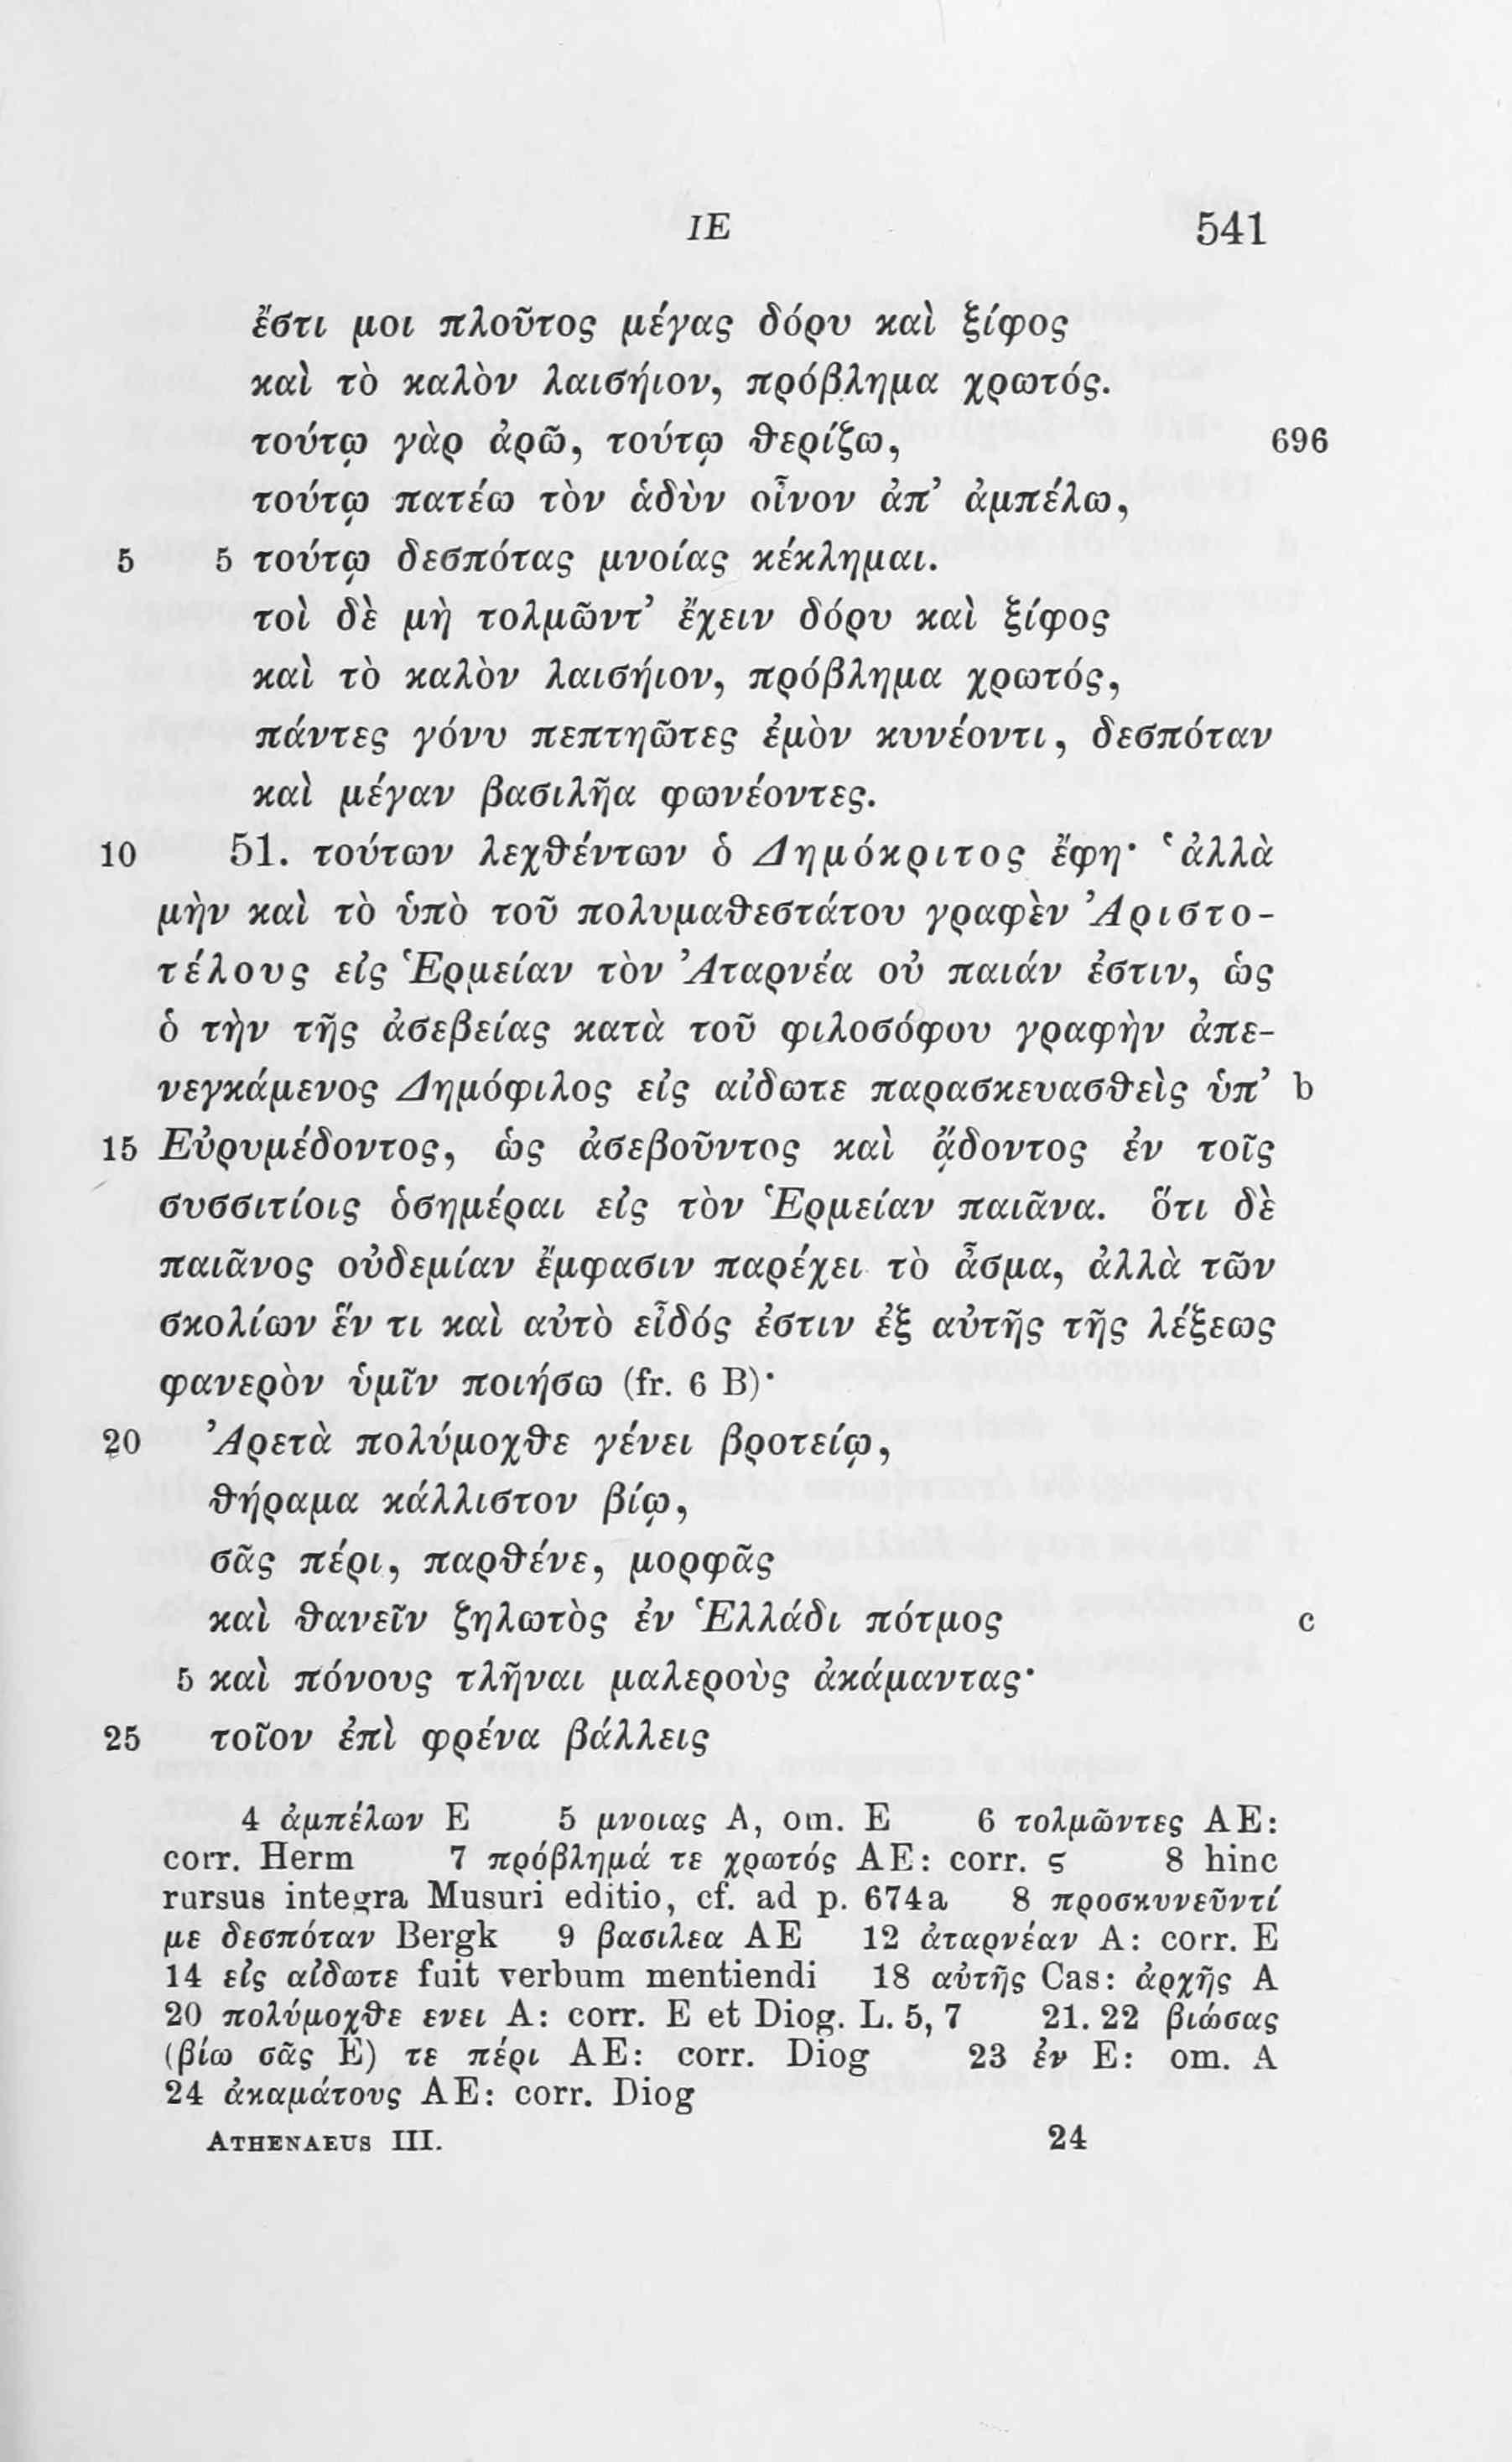 ΙΕ 541
ἔστι μοι πλοῦτος μέγας δόρυ καὶ ξίφος
καὶ τὸ καλὸν λαισήιον, πρόβλημα χρωτός.
τούτῳ γὰρ ἀρῶ, τούτῳ θερίζω, 696
τούτῳ πατέω τὸν ἁδὺν οἶνον ἀπ’ ἀμπέλω,
5 5 τούτῳ δεσπότας μνοίας κέκλημαι.
τοὶ δὲ μὴ τολμῶντ’ ἔχειν δόρυ καὶ ξίφος
καὶ τὸ καλὸν λαισήιον, πρόβλημα χρωτός,
πάντες γόνυ πεπτηῶτες ἐμὸν κυνέοντι, δεσπόταν
καὶ μέγαν βασιλῆα φωνέοντες.
10 51. τούτων λεχθέντων ὁ Δημόκριτος ἔφη· ‘ἀλλὰ
μὴν καὶ τὸ ὑπὸ τοῦ πολυμαθεστάτου γραφὲν Ἀριστο-
τέλους εἰς Ἑρμείαν τὸν Ἀταρνέα οὐ παιάν ἐστιν, ὡς
ὁ τὴν τῆς ἀσεβείας κατὰ τοῦ φιλοσόφου γραφὴν ἀπε-
νεγκάμενος Δημόφιλος εἰς αἰδωτε παρασκευασθεὶς ὑπ’ b
15 Εὐρυμέδοντος, ὡς ἀσεβοῦντος καὶ ᾄδοντος ἐν τοῖς
συσσιτίοις ὁσημέραι εἰς τὸν Ἑρμείαν παιᾶνα. ὅτι δὲ
παιᾶνος οὐδεμίαν ἔμφασιν παρέχει τὸ ᾆσμα, ἀλλὰ τῶν
σκολίων ἕν τι καὶ αὐτὸ εἶδός ἐστιν ἐξ αὐτῆς τῆς λέξεως
φανερὸν ὑμῖν ποιήσω (fr. 6 B)·
20 Ἀρετὰ πολύμοχθε γένει βροτείῳ,
θήραμα κάλλιστον βίῳ,
σᾶς πέρι, παρθένε, μορφᾶς
καὶ θανεῖν ζηλωτὸς ἐν Ἑλλάδι πότμος c
5 καὶ πόνους τλῆναι μαλεροὺς ἀκάμαντας·
25 τοῖον ἐπὶ φρένα βάλλεις
4 ἀμπέλων E 5 μνοιας A, om. E 6 τολμῶντες AE:
corr. Herm 7 πρόβλημά τε χρωτός AE: corr. ς 8 hinc
rursus integra Musuri editio, cf. ad p. 674a 8 προσκυνεῦντί
με δεσπόταν Bergk 9 βασιλεα AE 12 ἀταρνέαν A: corr. E
14 εἰς αἰδωτε fuit verbum mentiendi 18 αὐτῆς Cas: ἀρχῆς A
20 πολύμοχθε ενει A: corr. E et Diog. L. 5, 7 21. 22 βιώσας
(βίω σᾶς E) τε πέρι AE: corr. Diog 23 ἐν E: om. A
24 ἀκαμάτους AE: corr. Diog
ATHENAEUS III. 24